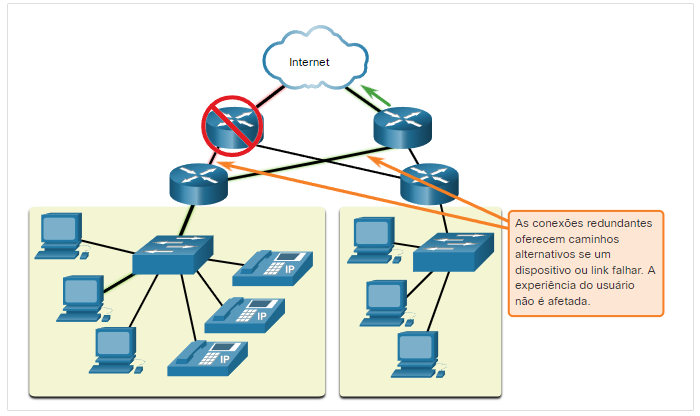 Internet
As conexões redundantes
oferecem caminhos
alternativos se um
dispositivo ou link falhar. A
experiência do usuário
não é afetada.
IP
IP
IP